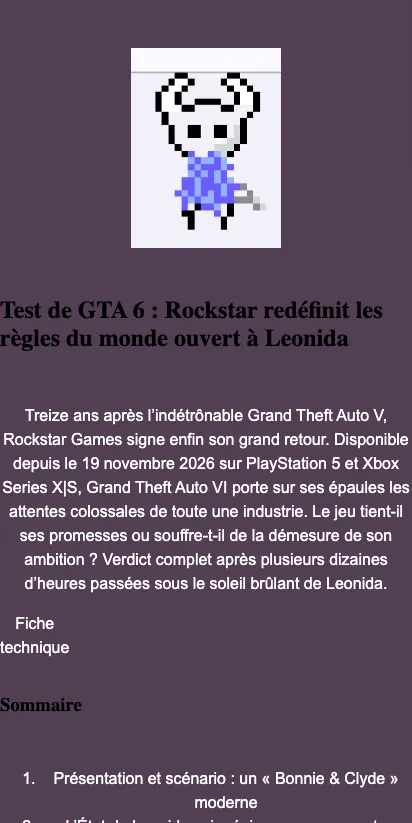 Test de GTA 6 : Rockstar redéfinit les
règles du monde ouvert à Leonida
Treize ans après l’indétrônable Grand Theft Auto V,
Rockstar Games signe enfin son grand retour. Disponible
depuis le 19 novembre 2026 sur PlayStation 5 et Xbox
Series X|S, Grand Theft Auto VI porte sur ses épaules les
attentes colossales de toute une industrie. Le jeu tient-il
ses promesses ou souffre-t-il de la démesure de son
ambition ? Verdict complet après plusieurs dizaines
d’heures passées sous le soleil brûlant de Leonida.
Fiche
technique
Sommaire
1. Présentation et scénario : un « Bonnie & Clyde »
moderne